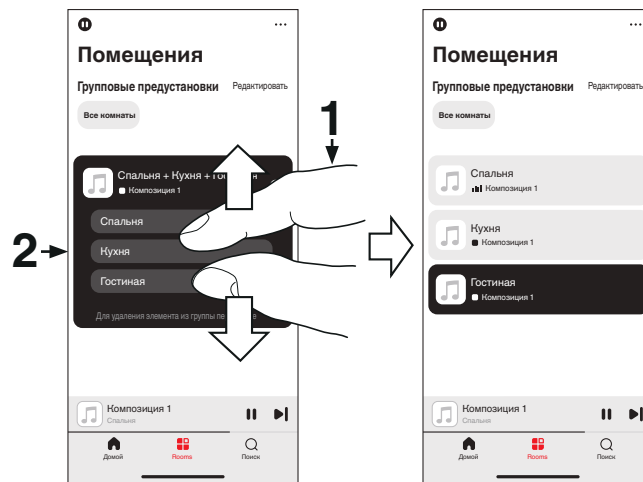 Помещения
Групповые предустановки Редактировать
Все комнаты
1
Спальня + Кухня +
Композиция 1
Спальня
2
Кухня
Гостиная
Для удаления элемента из группы
Композиция 1
Спальня
Домой Rooms Поиск
Помещения
Групповые предустановки Редактировать
Все комнаты
Спальня
Композиция 1
Кухня
Композиция 1
Гостиная
Композиция 1
Композиция 1
Спальня
Домой Rooms Поиск